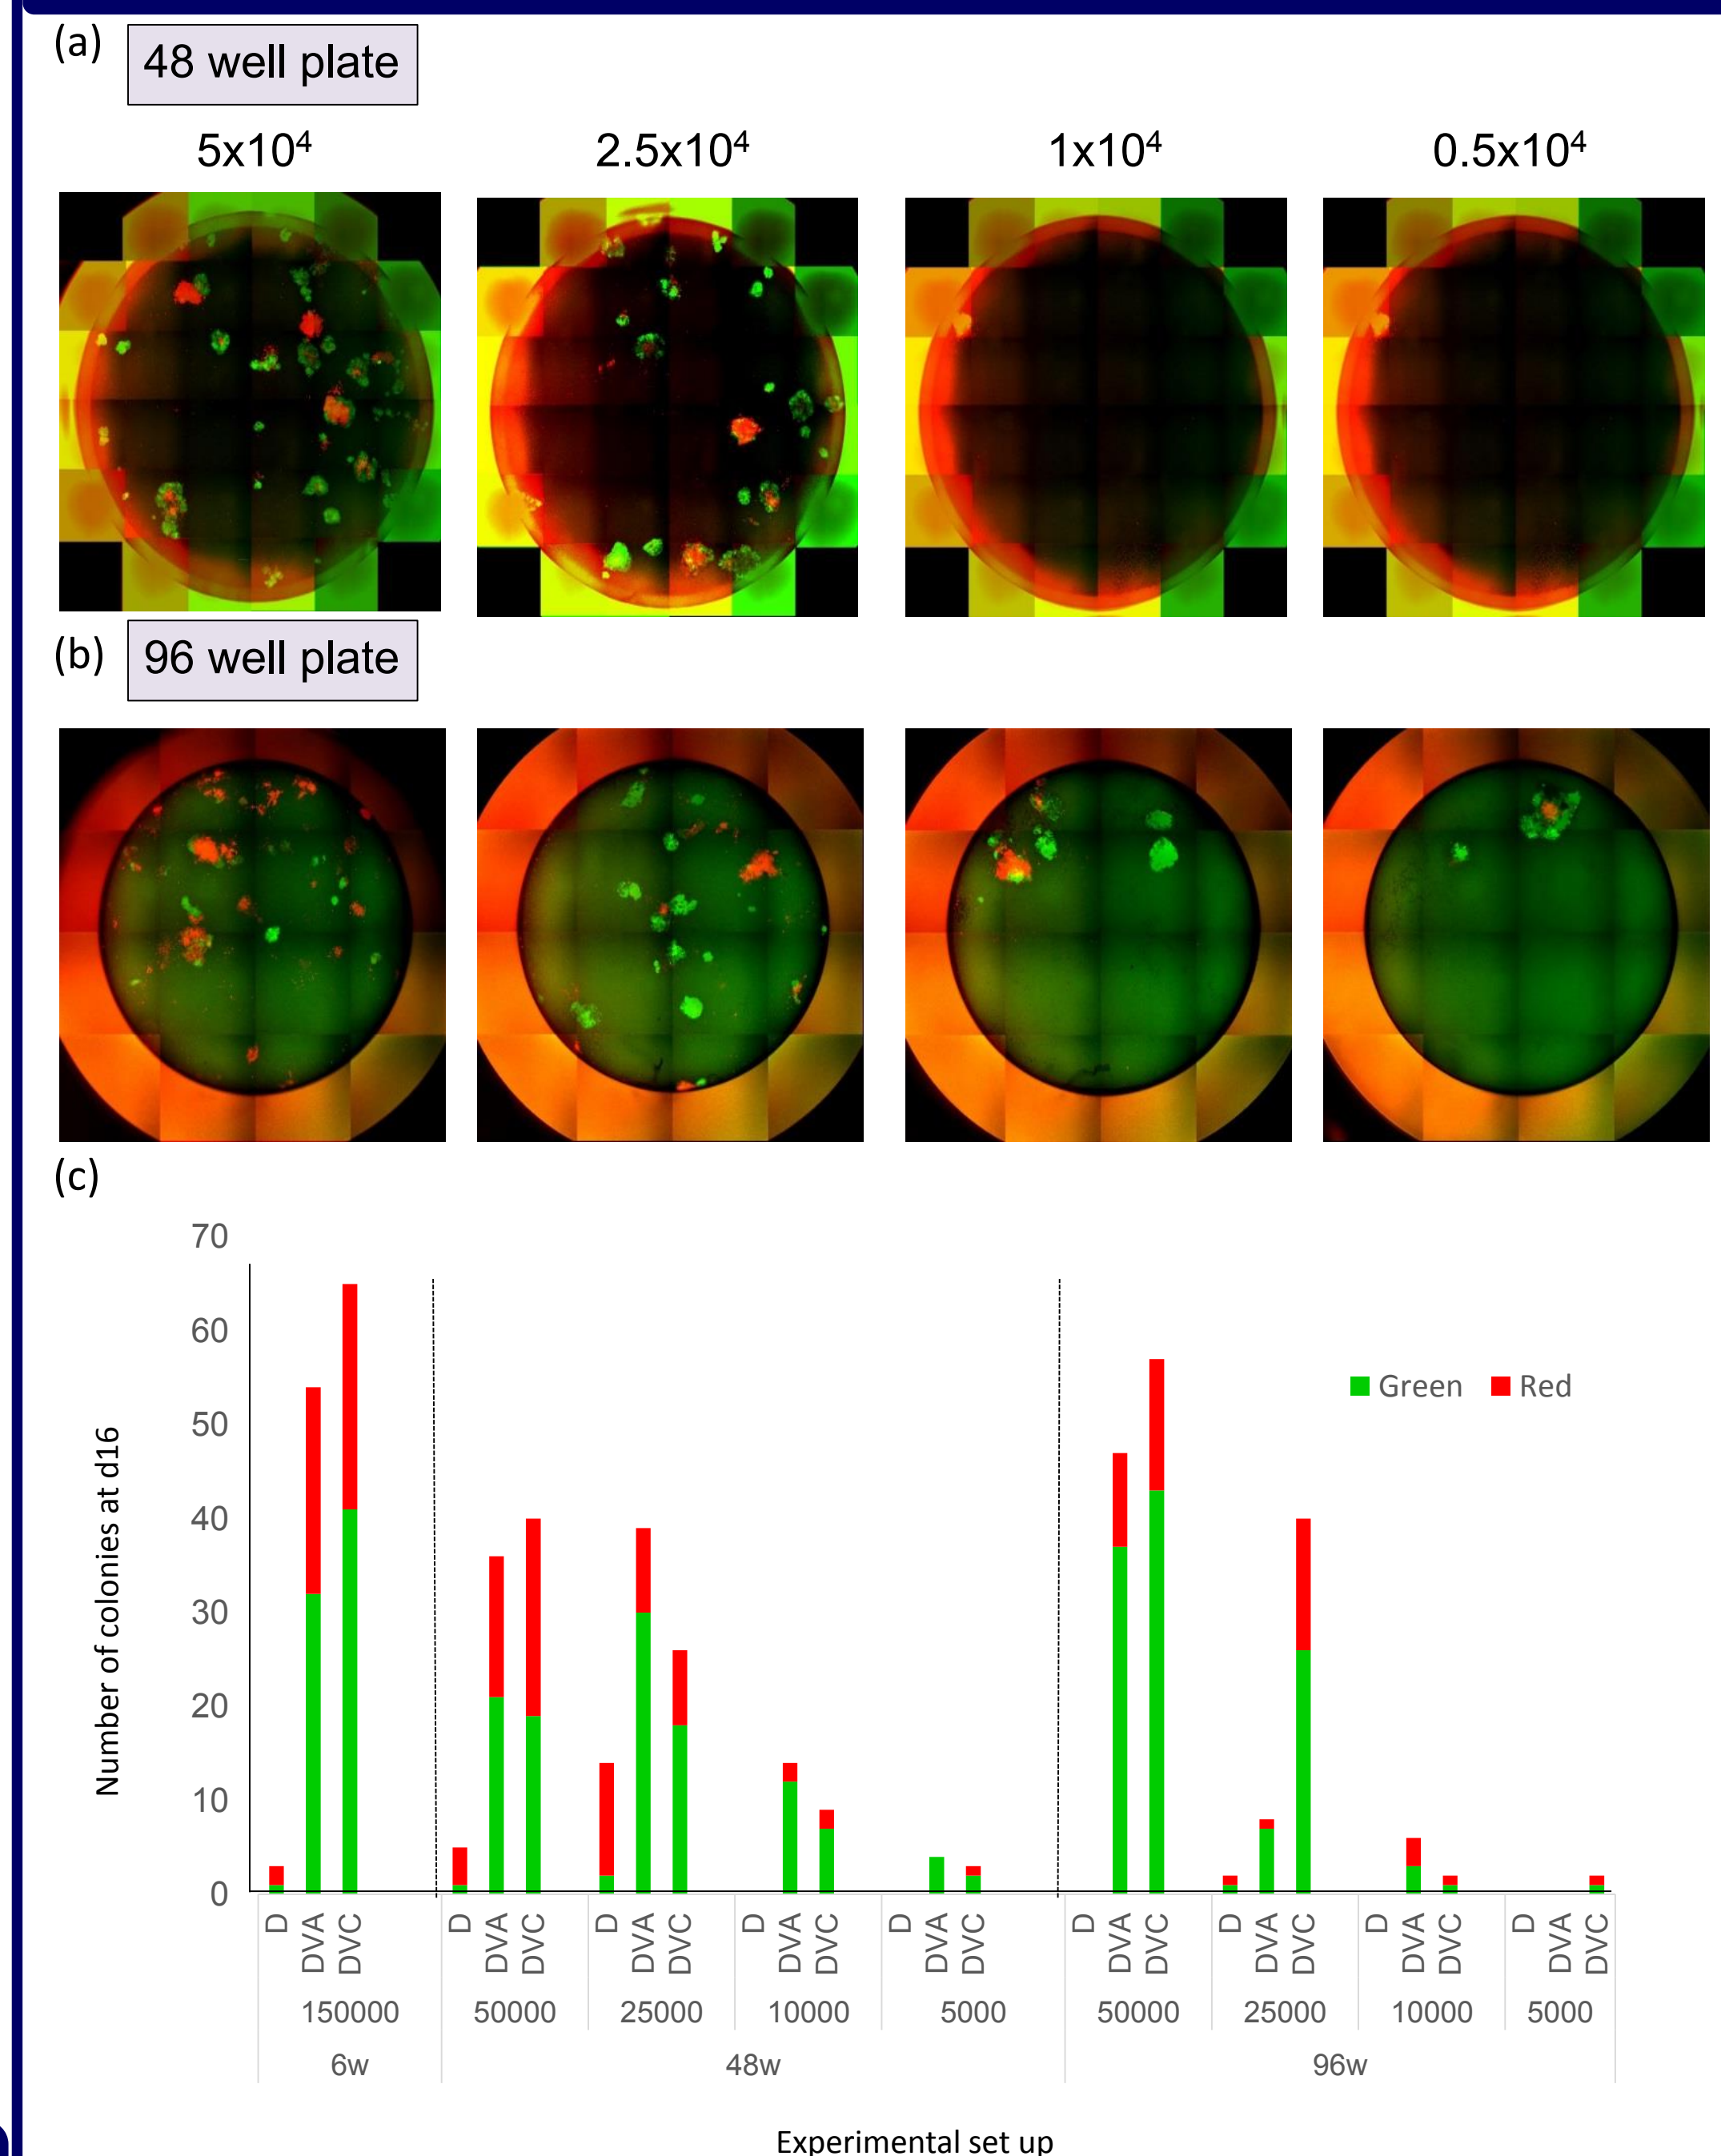 (a)
48 well plate
5x10⁴ 2.5x10⁴ 1x10⁴ 0.5x10⁴
(b)
96 well plate
(c)
70
60
50
40
30
20
10
0
Number of colonies at d16
Green Red
D DVA DVC D DVA DVC D DVA DVC D DVA DVC D DVA DVC D DVA DVC D DVA DVC D DVA DVC D DVA DVC
150000 50000 25000 10000 5000 50000 25000 10000 5000
6w 48w 96w
Experimental set up